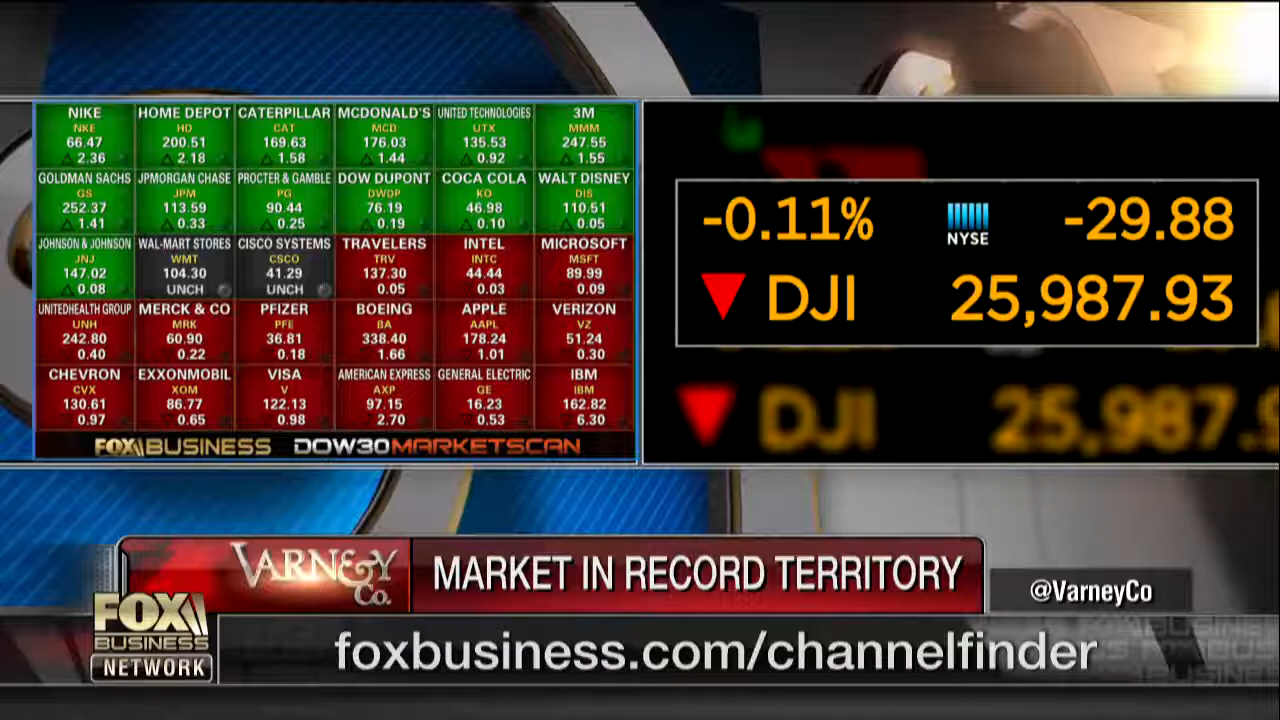 NIKE HOME DEPOT CATERPILLAR MCDONALD'S UNITED TECHNOLOGIES 3M
NKE HD CAT MCD UTX MMM
66.47 200.51 169.63 176.03 135.53 247.55
△ 2.36 △ 2.18 △ 1.58 △ 1.44 △ 0.92 △ 1.55
GOLDMAN SACHS JPMORGAN CHASE PROCTER & GAMBLE DOW DUPONT COCA COLA WALT DISNEY
GS JPM PG DWDP KO DIS
252.37 113.59 90.44 76.19 46.98 110.51
△ 1.41 △ 0.33 △ 0.25 △ 0.19 △ 0.10 △ 0.05
JOHNSON & JOHNSON WAL-MART STORES CISCO SYSTEMS TRAVELERS INTEL MICROSOFT
JNJ WMT CSCO TRV INTC MSFT
147.02 104.30 41.29 137.30 44.44 89.99
△ 0.08 UNCH UNCH 0.05 0.03 0.09
UNITEDHEALTH GROUP MERCK & CO PFIZER BOEING APPLE VERIZON
UNH MRK PFE BA AAPL VZ
242.80 60.90 36.81 338.40 178.24 51.24
0.40 0.22 0.18 1.66 1.01 0.30
CHEVRON EXXONMOBIL VISA AMERICAN EXPRESS GENERAL ELECTRIC IBM
CVX XOM V AXP GE IBM
130.61 86.77 122.13 97.15 16.23 162.82
0.97 0.65 0.98 2.70 0.53 6.30
FOX BUSINESS DOW30MARKETSCAN
-0.11% NYSE -29.88
▼ DJI 25,987.93
▼ DJI 25,987.9
VARNEY & Co. MARKET IN RECORD TERRITORY
@VarneyCo
FOX BUSINESS NETWORK
foxbusiness.com/channelfinder